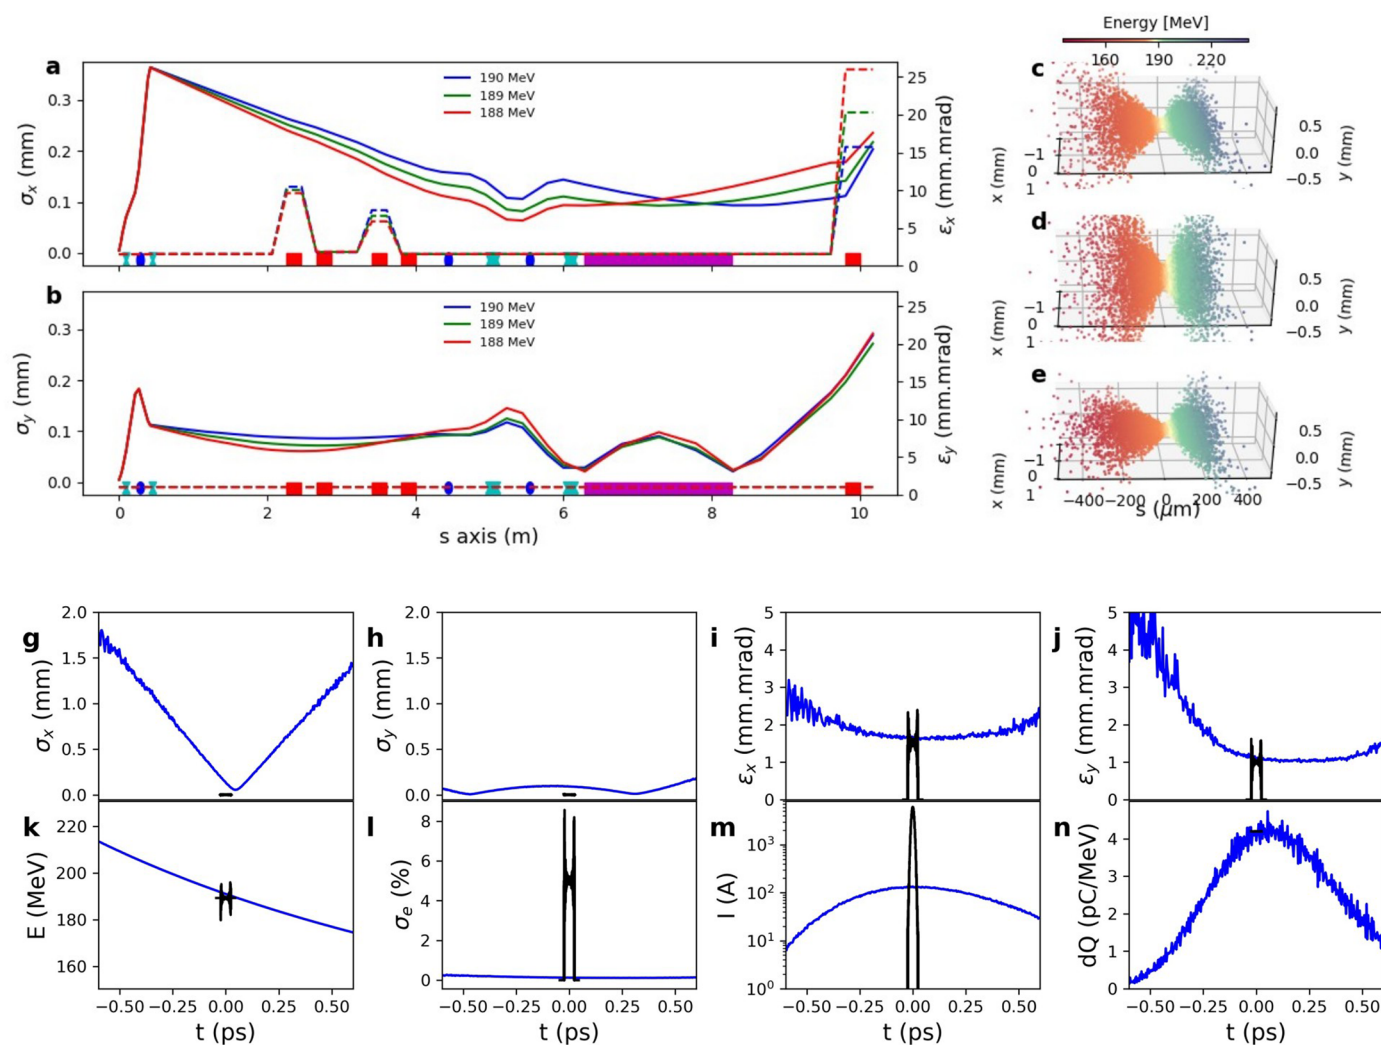 a
σx (mm)
0.3
0.2
0.1
0.0
190 MeV
189 MeV
188 MeV
25
20
15
10
5
0
εx (mm.mrad)
b
σy (mm)
0.3
0.2
0.1
0.0
190 MeV
189 MeV
188 MeV
25
20
15
10
5
0
εy (mm.mrad)
0 2 4 6 8 10
s axis (m)
Energy [MeV]
160 190 220
c
x (mm)
−1
0
1
0.5
0.0
−0.5
y (mm)
d
x (mm)
−1
0
1
0.5
0.0
−0.5
y (mm)
e
x (mm)
−1
0
1
0.5
0.0
−0.5
y (mm)
−400 −200 0 200 400
s (μm)
g
σx (mm)
2.0
1.5
1.0
0.5
0.0
h
σy (mm)
2.0
1.5
1.0
0.5
0.0
i
εx (mm.mrad)
5
4
3
2
1
0
j
εy (mm.mrad)
5
4
3
2
1
0
k
E (MeV)
220
200
180
160
−0.50 −0.25 0.00 0.25 0.50
t (ps)
l
σe (%)
8
6
4
2
0
−0.50 −0.25 0.00 0.25 0.50
t (ps)
m
I (A)
10³
10²
10¹
10⁰
−0.50 −0.25 0.00 0.25 0.50
t (ps)
n
dQ (pC/MeV)
4
3
2
1
0
−0.50 −0.25 0.00 0.25 0.50
t (ps)